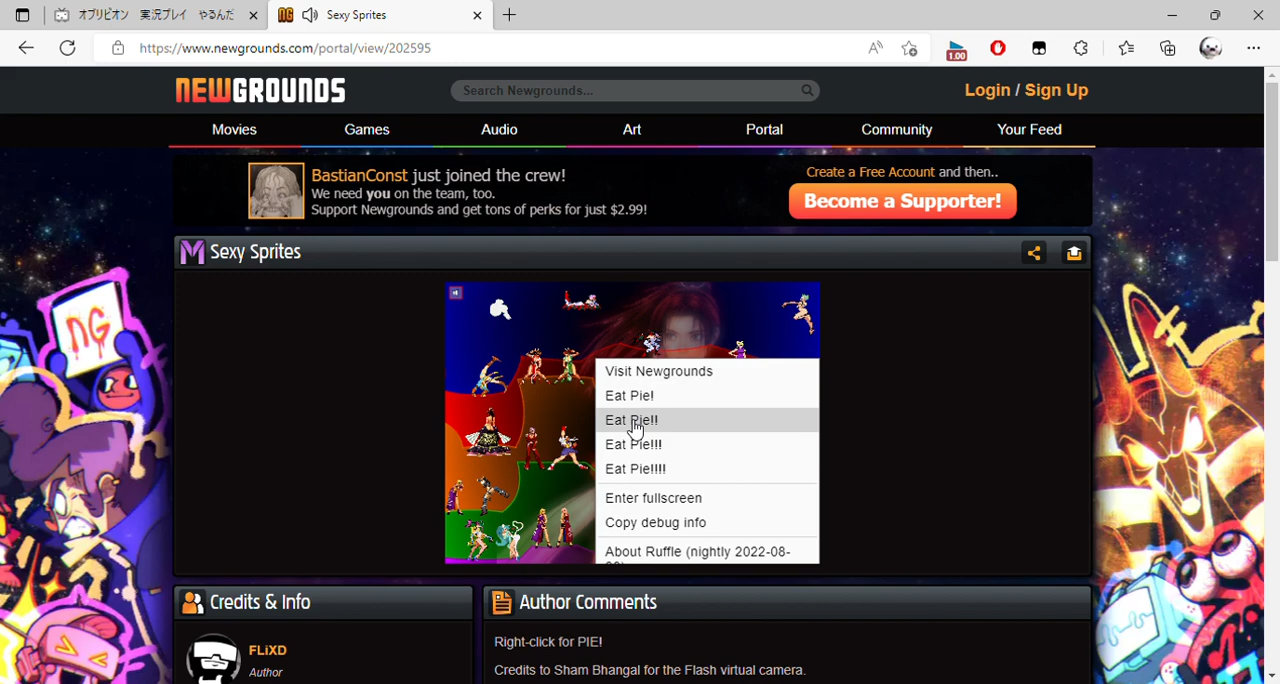 オブリビオン 実況プレイ やるんだ
Sexy Sprites
https://www.newgrounds.com/portal/view/202595
1.00
NEWGROUNDS
Search Newgrounds...
Login / Sign Up
Movies
Games
Audio
Art
Portal
Community
Your Feed
BastianConst just joined the crew!
We need you on the team, too.
Support Newgrounds and get tons of perks for just $2.99!
Create a Free Account and then..
Become a Supporter!
Sexy Sprites
NG
Visit Newgrounds
Eat Pie!
Eat Pie!!
Eat Pie!!!
Eat Pie!!!!
Enter fullscreen
Copy debug info
About Ruffle (nightly 2022-08-
Credits & Info
Author Comments
FLiXD
Author
Right-click for PIE!
Credits to Sham Bhangal for the Flash virtual camera.